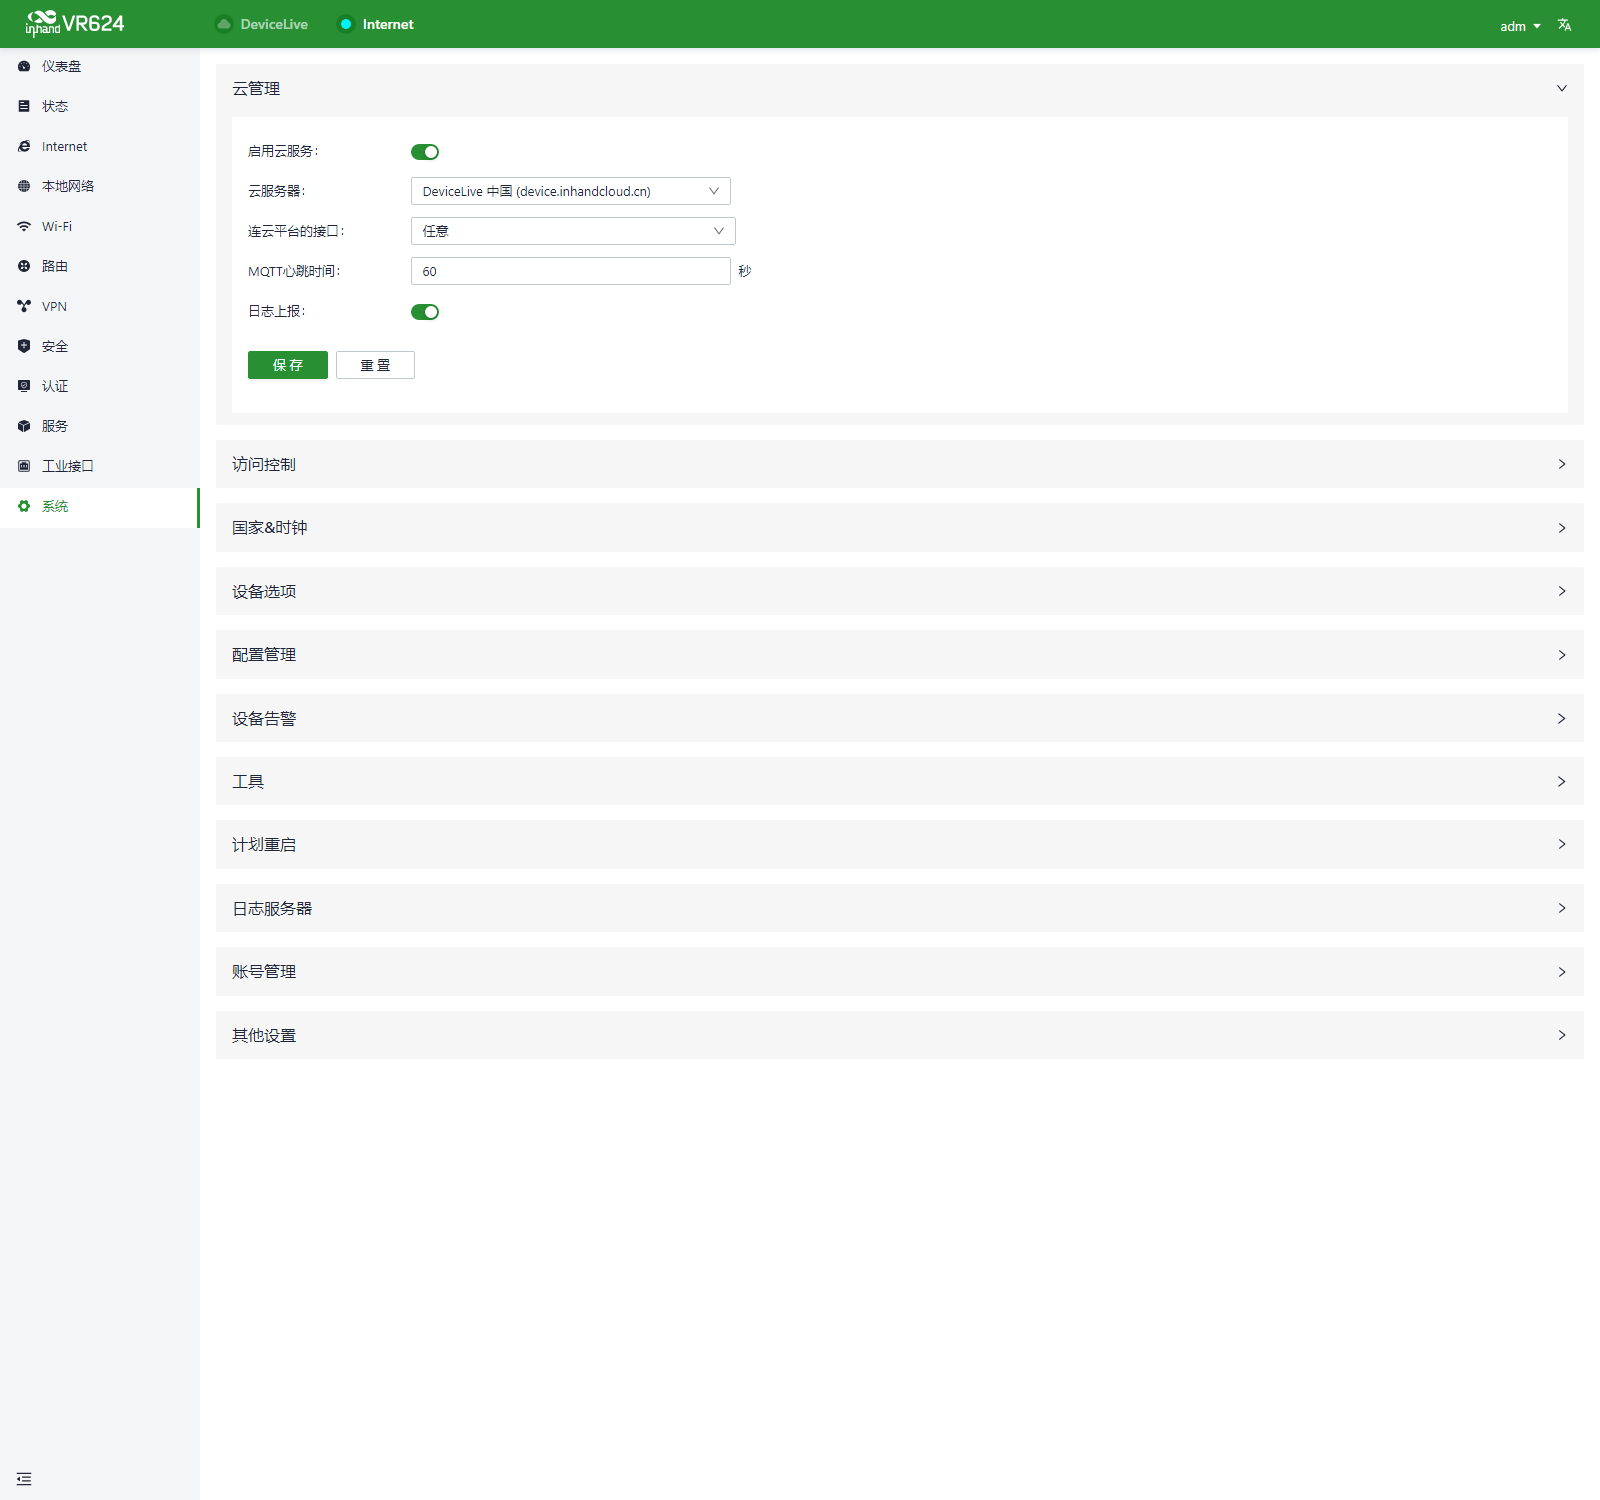 inhand VR624
DeviceLive
Internet
adm
仪表盘
状态
Internet
本地网络
Wi-Fi
路由
VPN
安全
认证
服务
工业接口
系统
云管理
启用云服务:
云服务器:
DeviceLive 中国 (device.inhandcloud.cn)
连云平台的接口:
任意
MQTT心跳时间:
60
秒
日志上报:
保 存
重 置
访问控制
国家&时钟
设备选项
配置管理
设备告警
工具
计划重启
日志服务器
账号管理
其他设置